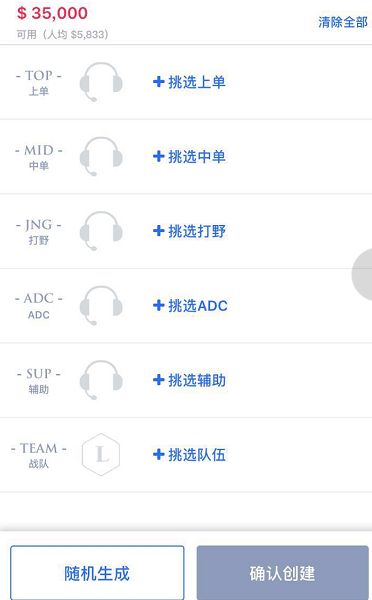 $ 35,000
清除全部
可用（人均 $5,833）
- TOP -
上单
挑选上单
- MID -
中单
挑选中单
- JNG -
打野
挑选打野
- ADC -
ADC
挑选ADC
- SUP -
辅助
挑选辅助
- TEAM -
战队
L
挑选队伍
随机生成
确认创建